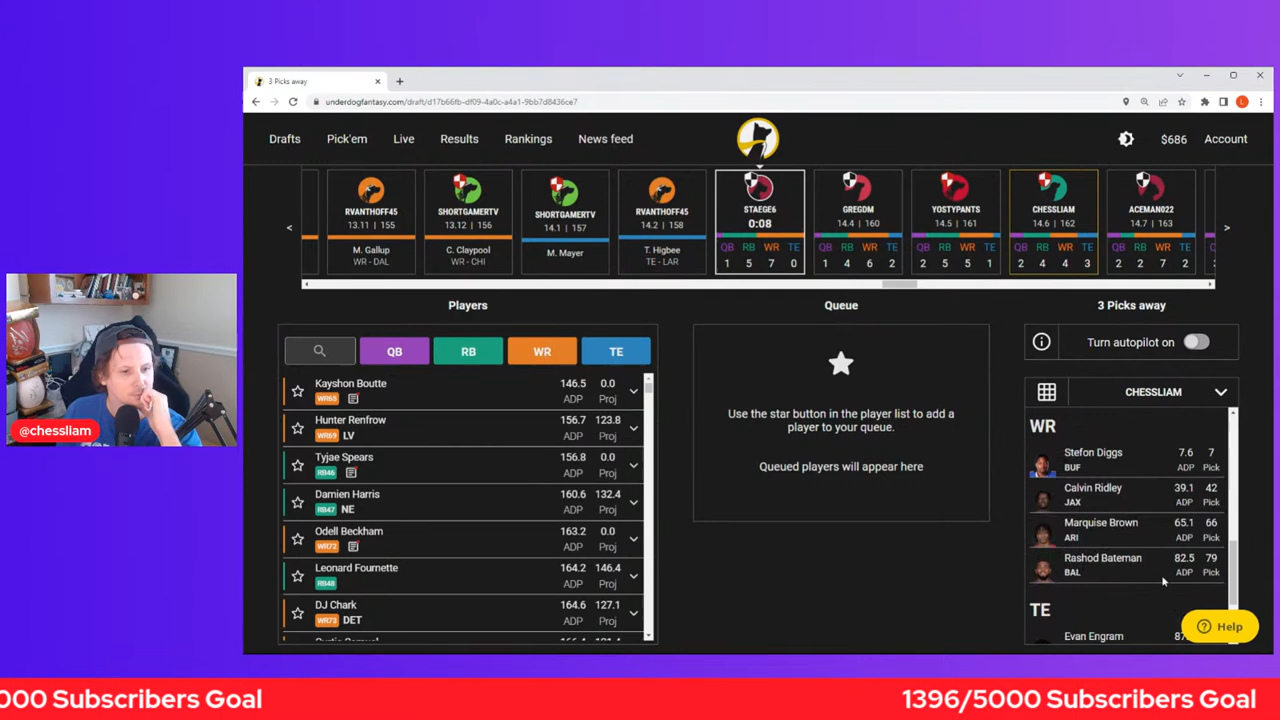 3 Picks away
underdogfantasy.com/draft/d17b66fb-df09-4a0c-a4a1-9bb7d8436ce7
Drafts Pick'em Live Results Rankings News feed $686 Account
RVANTHOFF45 SHORTGAMERTV SHORTGAMERTV RVANTHOFF45 STAEGE6 GREGDM YOSTYPANTS CHESSLIAM ACEMAN022
13.11 | 155 13.12 | 156 14.1 | 157 14.2 | 158 0:08 14.4 | 160 14.5 | 161 14.6 | 162 14.7 | 163
M. Gallup C. Claypool M. Mayer T. Higbee QB RB WR TE QB RB WR TE QB RB WR TE QB RB WR TE QB RB WR TE
WR - DAL WR - CHI TE - LAR 1 5 7 0 1 4 6 2 2 5 5 1 2 4 4 3 2 2 7 2
< >
Players Queue 3 Picks away
Turn autopilot on
QB RB WR TE
CHESSLIAM
Kayshon Boutte 146.5 0.0
WR65 ADP Proj
Hunter Renfrow 156.7 123.8
WR69 LV ADP Proj
Tyjae Spears 156.8 0.0
RB46 ADP Proj
Damien Harris 160.6 132.4
RB47 NE ADP Proj
Odell Beckham 163.2 0.0
WR72 ADP Proj
Leonard Fournette 164.2 146.4
RB48 ADP Proj
DJ Chark 164.6 127.1
WR73 DET ADP Proj
Use the star button in the player list to add a
player to your queue.
Queued players will appear here
WR
Stefon Diggs 7.6 7
BUF ADP Pick
Calvin Ridley 39.1 42
JAX ADP Pick
Marquise Brown 65.1 66
ARI ADP Pick
Rashod Bateman 82.5 79
BAL ADP Pick
TE
Evan Engram
Help
@chessliam
000 Subscribers Goal 1396/5000 Subscribers Goal